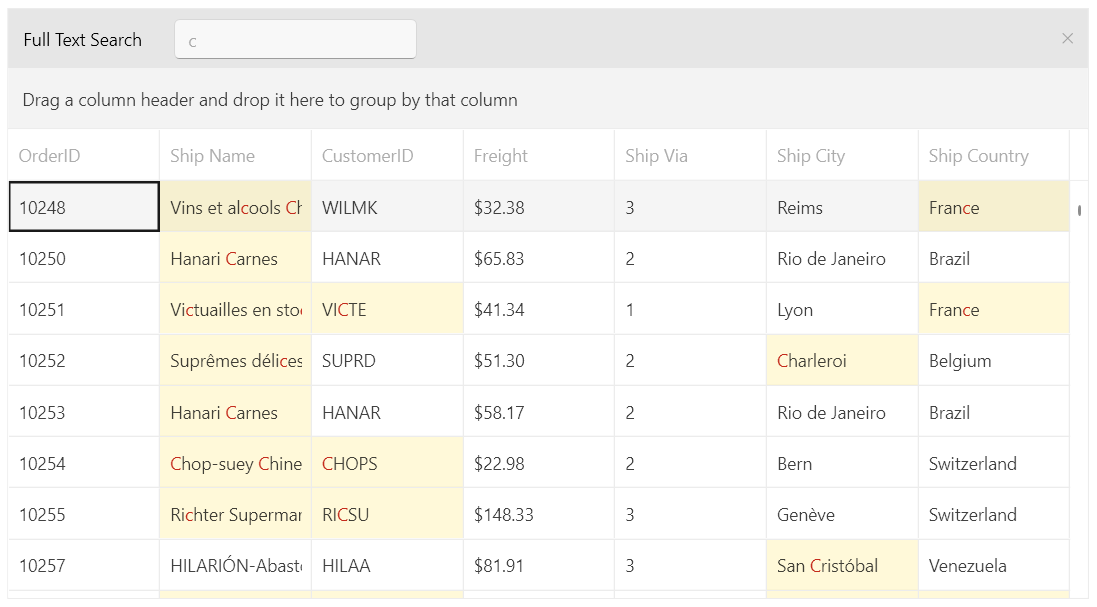 Full Text Search c
Drag a column header and drop it here to group by that column
OrderID Ship Name CustomerID Freight Ship Via Ship City Ship Country
10248 Vins et alcools Ch WILMK $32.38 3 Reims France
10250 Hanari Carnes HANAR $65.83 2 Rio de Janeiro Brazil
10251 Victuailles en stoc VICTE $41.34 1 Lyon France
10252 Suprêmes délices SUPRD $51.30 2 Charleroi Belgium
10253 Hanari Carnes HANAR $58.17 2 Rio de Janeiro Brazil
10254 Chop-suey Chine CHOPS $22.98 2 Bern Switzerland
10255 Richter Supermar RICSU $148.33 3 Genève Switzerland
10257 HILARIÓN-Abasto HILAA $81.91 3 San Cristóbal Venezuela